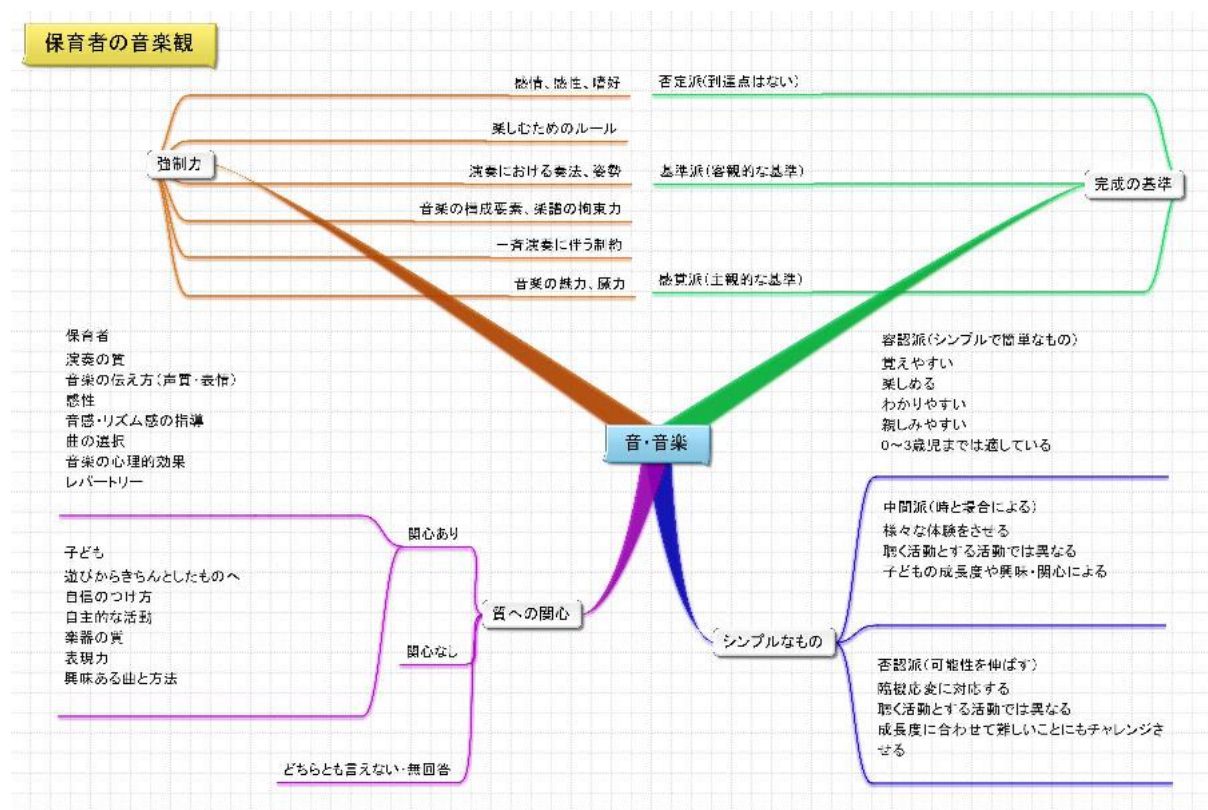 保育者の音楽観
感情、感性、嗜好
楽しむためのルール
強制力
演奏における奏法、姿勢
音楽の構成要素、楽譜の拘束力
一斉演奏に伴う制約
音楽の魅力、魔力
否定派(到達点はない)
基準派(客観的な基準)
完成の基準
感覚派(主観的な基準)
音・音楽
保育者
演奏の質
音楽の伝え方(声質・表情)
感性
音感・リズム感の指導
曲の選択
音楽の心理的効果
レパートリー
関心あり
子ども
遊びからきちんとしたものへ
自信のつけ方
自主的な活動
楽器の質
表現力
興味ある曲と方法
質への関心
関心なし
どちらとも言えない・無回答
容認派(シンプルで簡単なもの)
覚えやすい
楽しめる
わかりやすい
親しみやすい
0〜3歳児までは適している
中間派(時と場合による)
様々な体験をさせる
聴く活動とする活動では異なる
子どもの成長度や興味・関心による
シンプルなもの
否認派(可能性を伸ばす)
臨機応変に対応する
聴く活動とする活動では異なる
成長度に合わせて難しいことにもチャレンジさ
せる